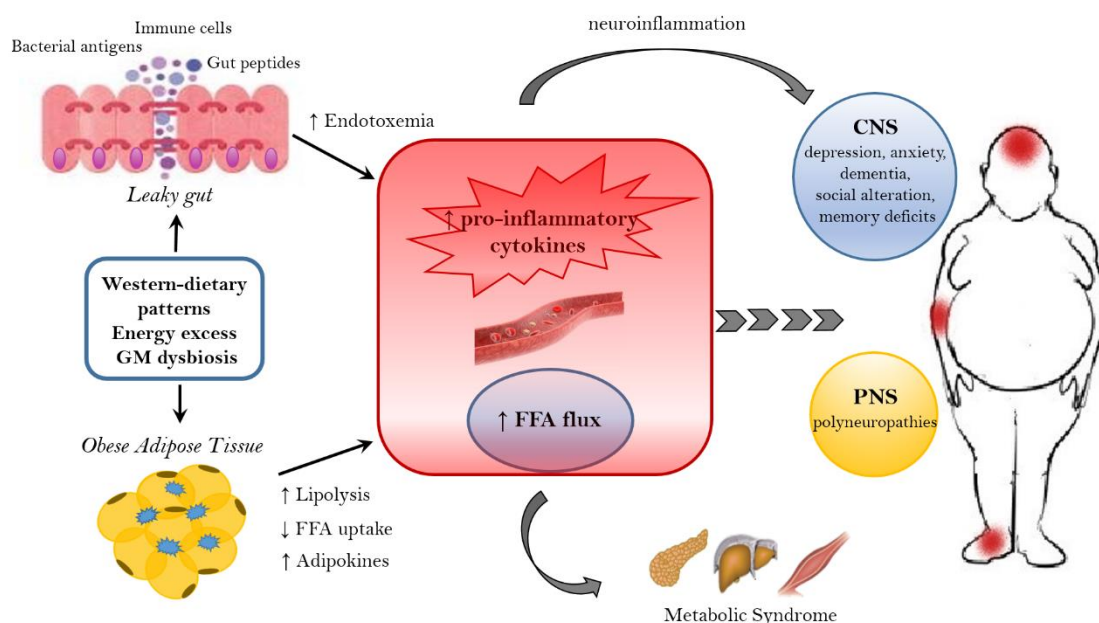 neuroinflammation
Immune cells
Bacterial antigens
Gut peptides
↑ Endotoxemia
Leaky gut
Western-dietary
patterns
Energy excess
GM dysbiosis
Obese Adipose Tissue
↑ Lipolysis
↓ FFA uptake
↑ Adipokines
↑ pro-inflammatory
cytokines
↑ FFA flux
CNS
depression, anxiety,
dementia,
social alteration,
memory deficits
PNS
polyneuropathies
Metabolic Syndrome